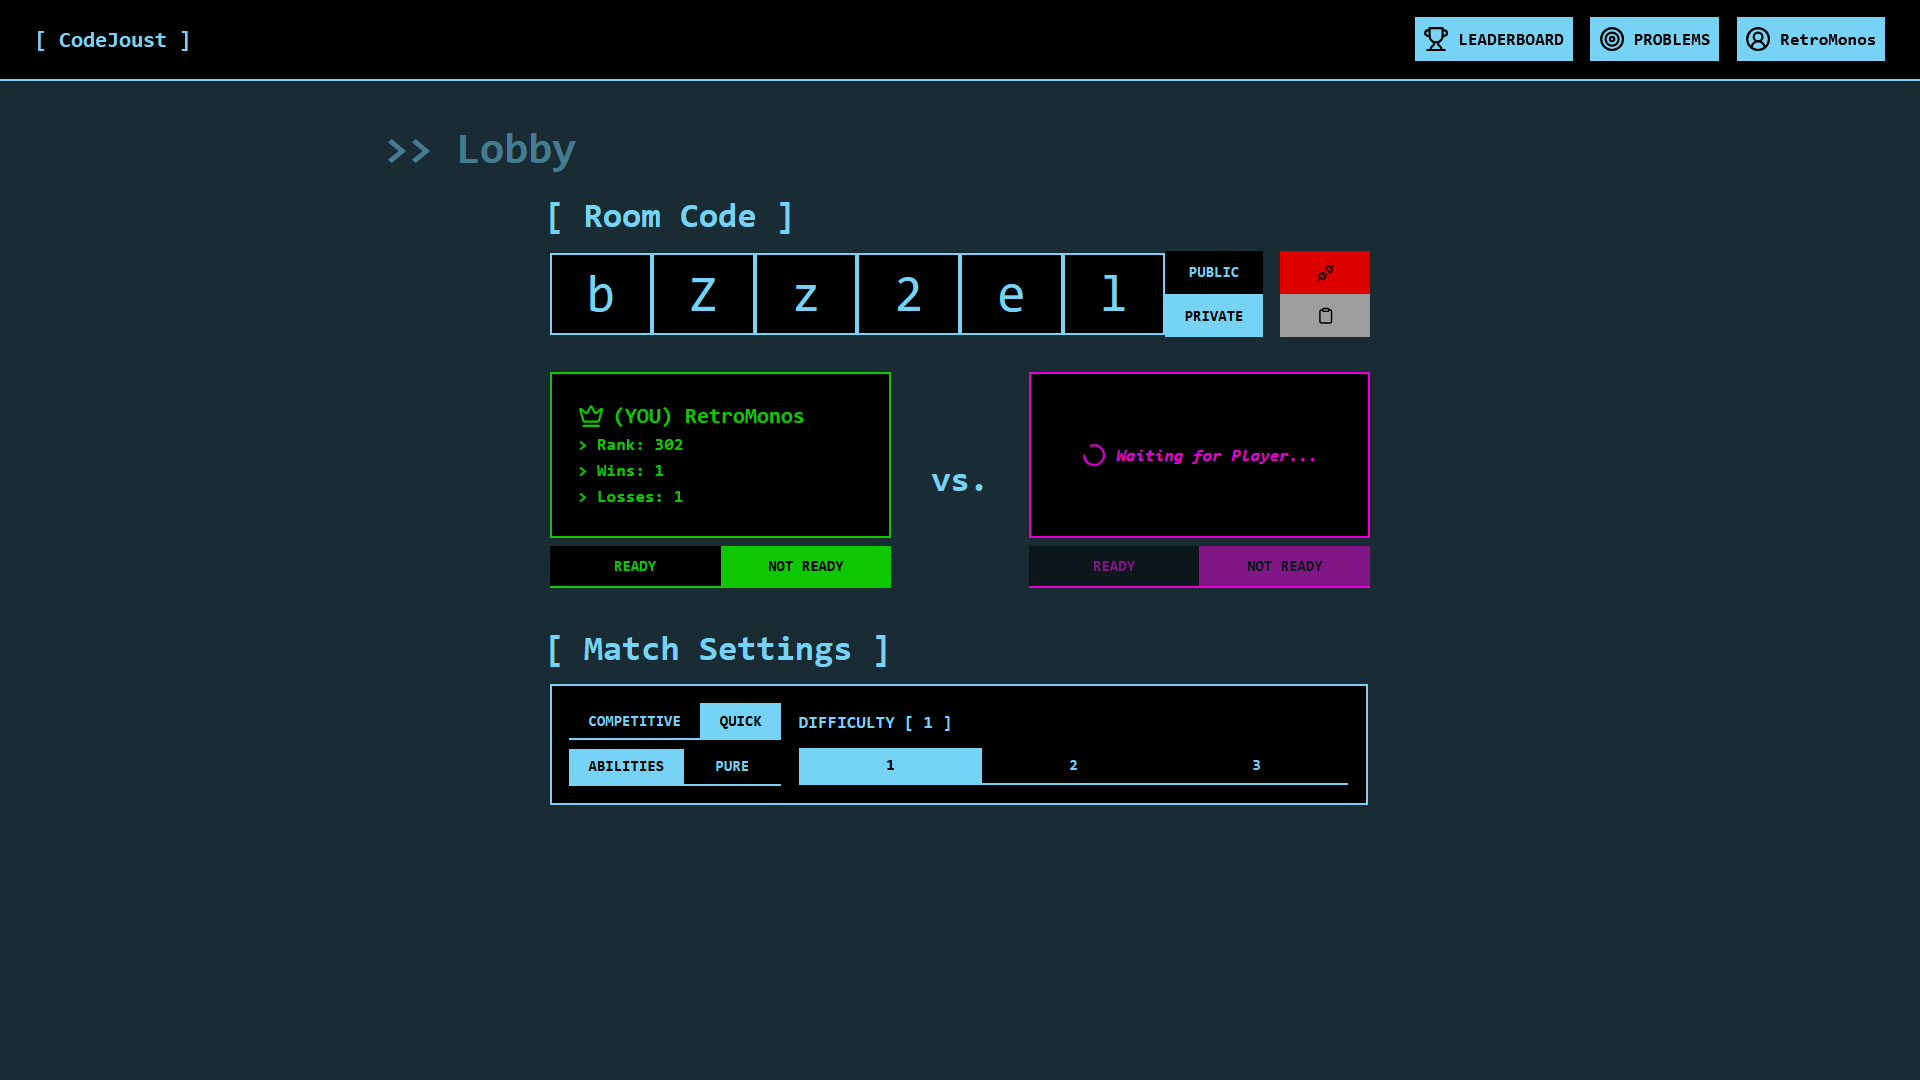 [ CodeJoust ]
LEADERBOARD
PROBLEMS
RetroMonos
>> Lobby
[ Room Code ]
b Z z 2 e l
PUBLIC
PRIVATE
(YOU) RetroMonos
> Rank: 302
> Wins: 1
> Losses: 1
READY
NOT READY
vs.
Waiting for Player...
READY
NOT READY
[ Match Settings ]
COMPETITIVE
QUICK
ABILITIES
PURE
DIFFICULTY [ 1 ]
1 2 3